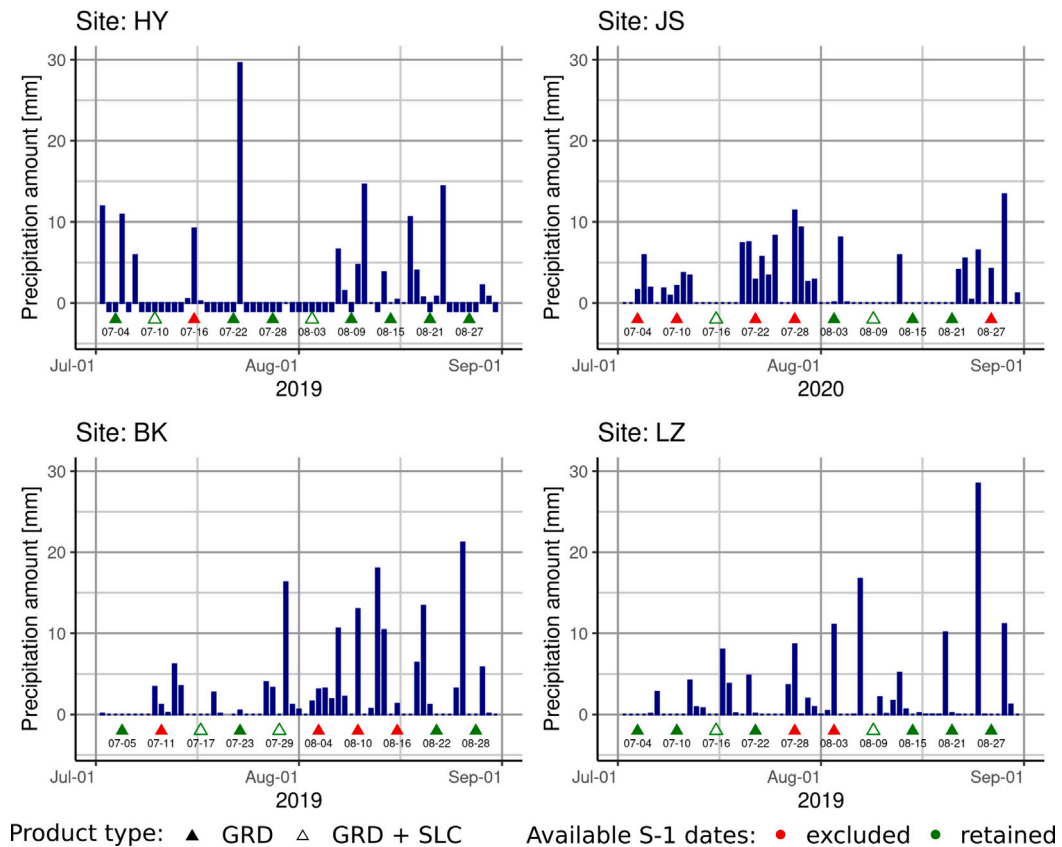 Site: HY
Precipitation amount [mm]
30
20
10
0
07-04 07-10 07-16 07-22 07-28 08-03 08-09 08-15 08-21 08-27
Jul-01 Aug-01 Sep-01
2019
Site: JS
Precipitation amount [mm]
30
20
10
0
07-04 07-10 07-16 07-22 07-28 08-03 08-09 08-15 08-21 08-27
Jul-01 Aug-01 Sep-01
2020
Site: BK
Precipitation amount [mm]
30
20
10
0
07-05 07-11 07-17 07-23 07-29 08-04 08-10 08-16 08-22 08-28
Jul-01 Aug-01 Sep-01
2019
Site: LZ
Precipitation amount [mm]
30
20
10
0
07-04 07-10 07-16 07-22 07-28 08-03 08-09 08-15 08-21 08-27
Jul-01 Aug-01 Sep-01
2019
Product type: GRD GRD + SLC Available S-1 dates: excluded retained